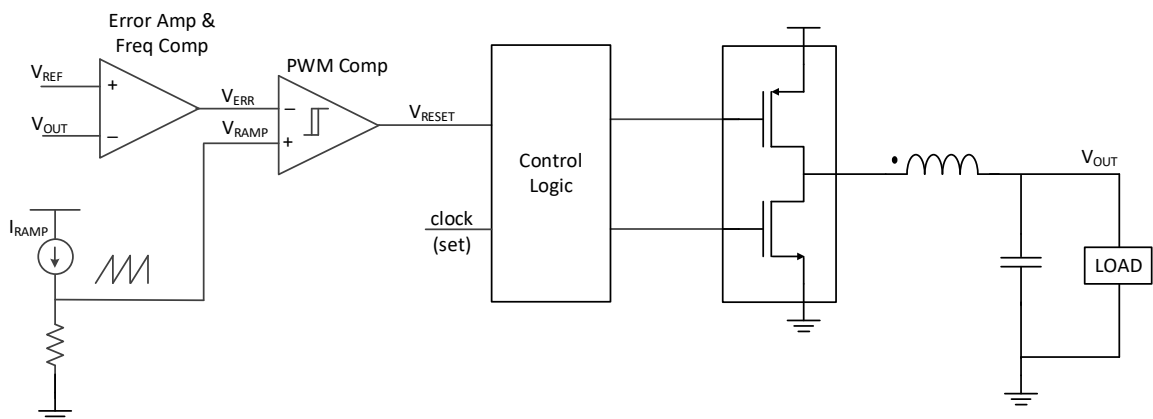 Error Amp &
Freq Comp
PWM Comp
VREF
VOUT
+
−
VERR
VRAMP
−
+
VRESET
Control
Logic
clock
(set)
IRAMP
VOUT
LOAD